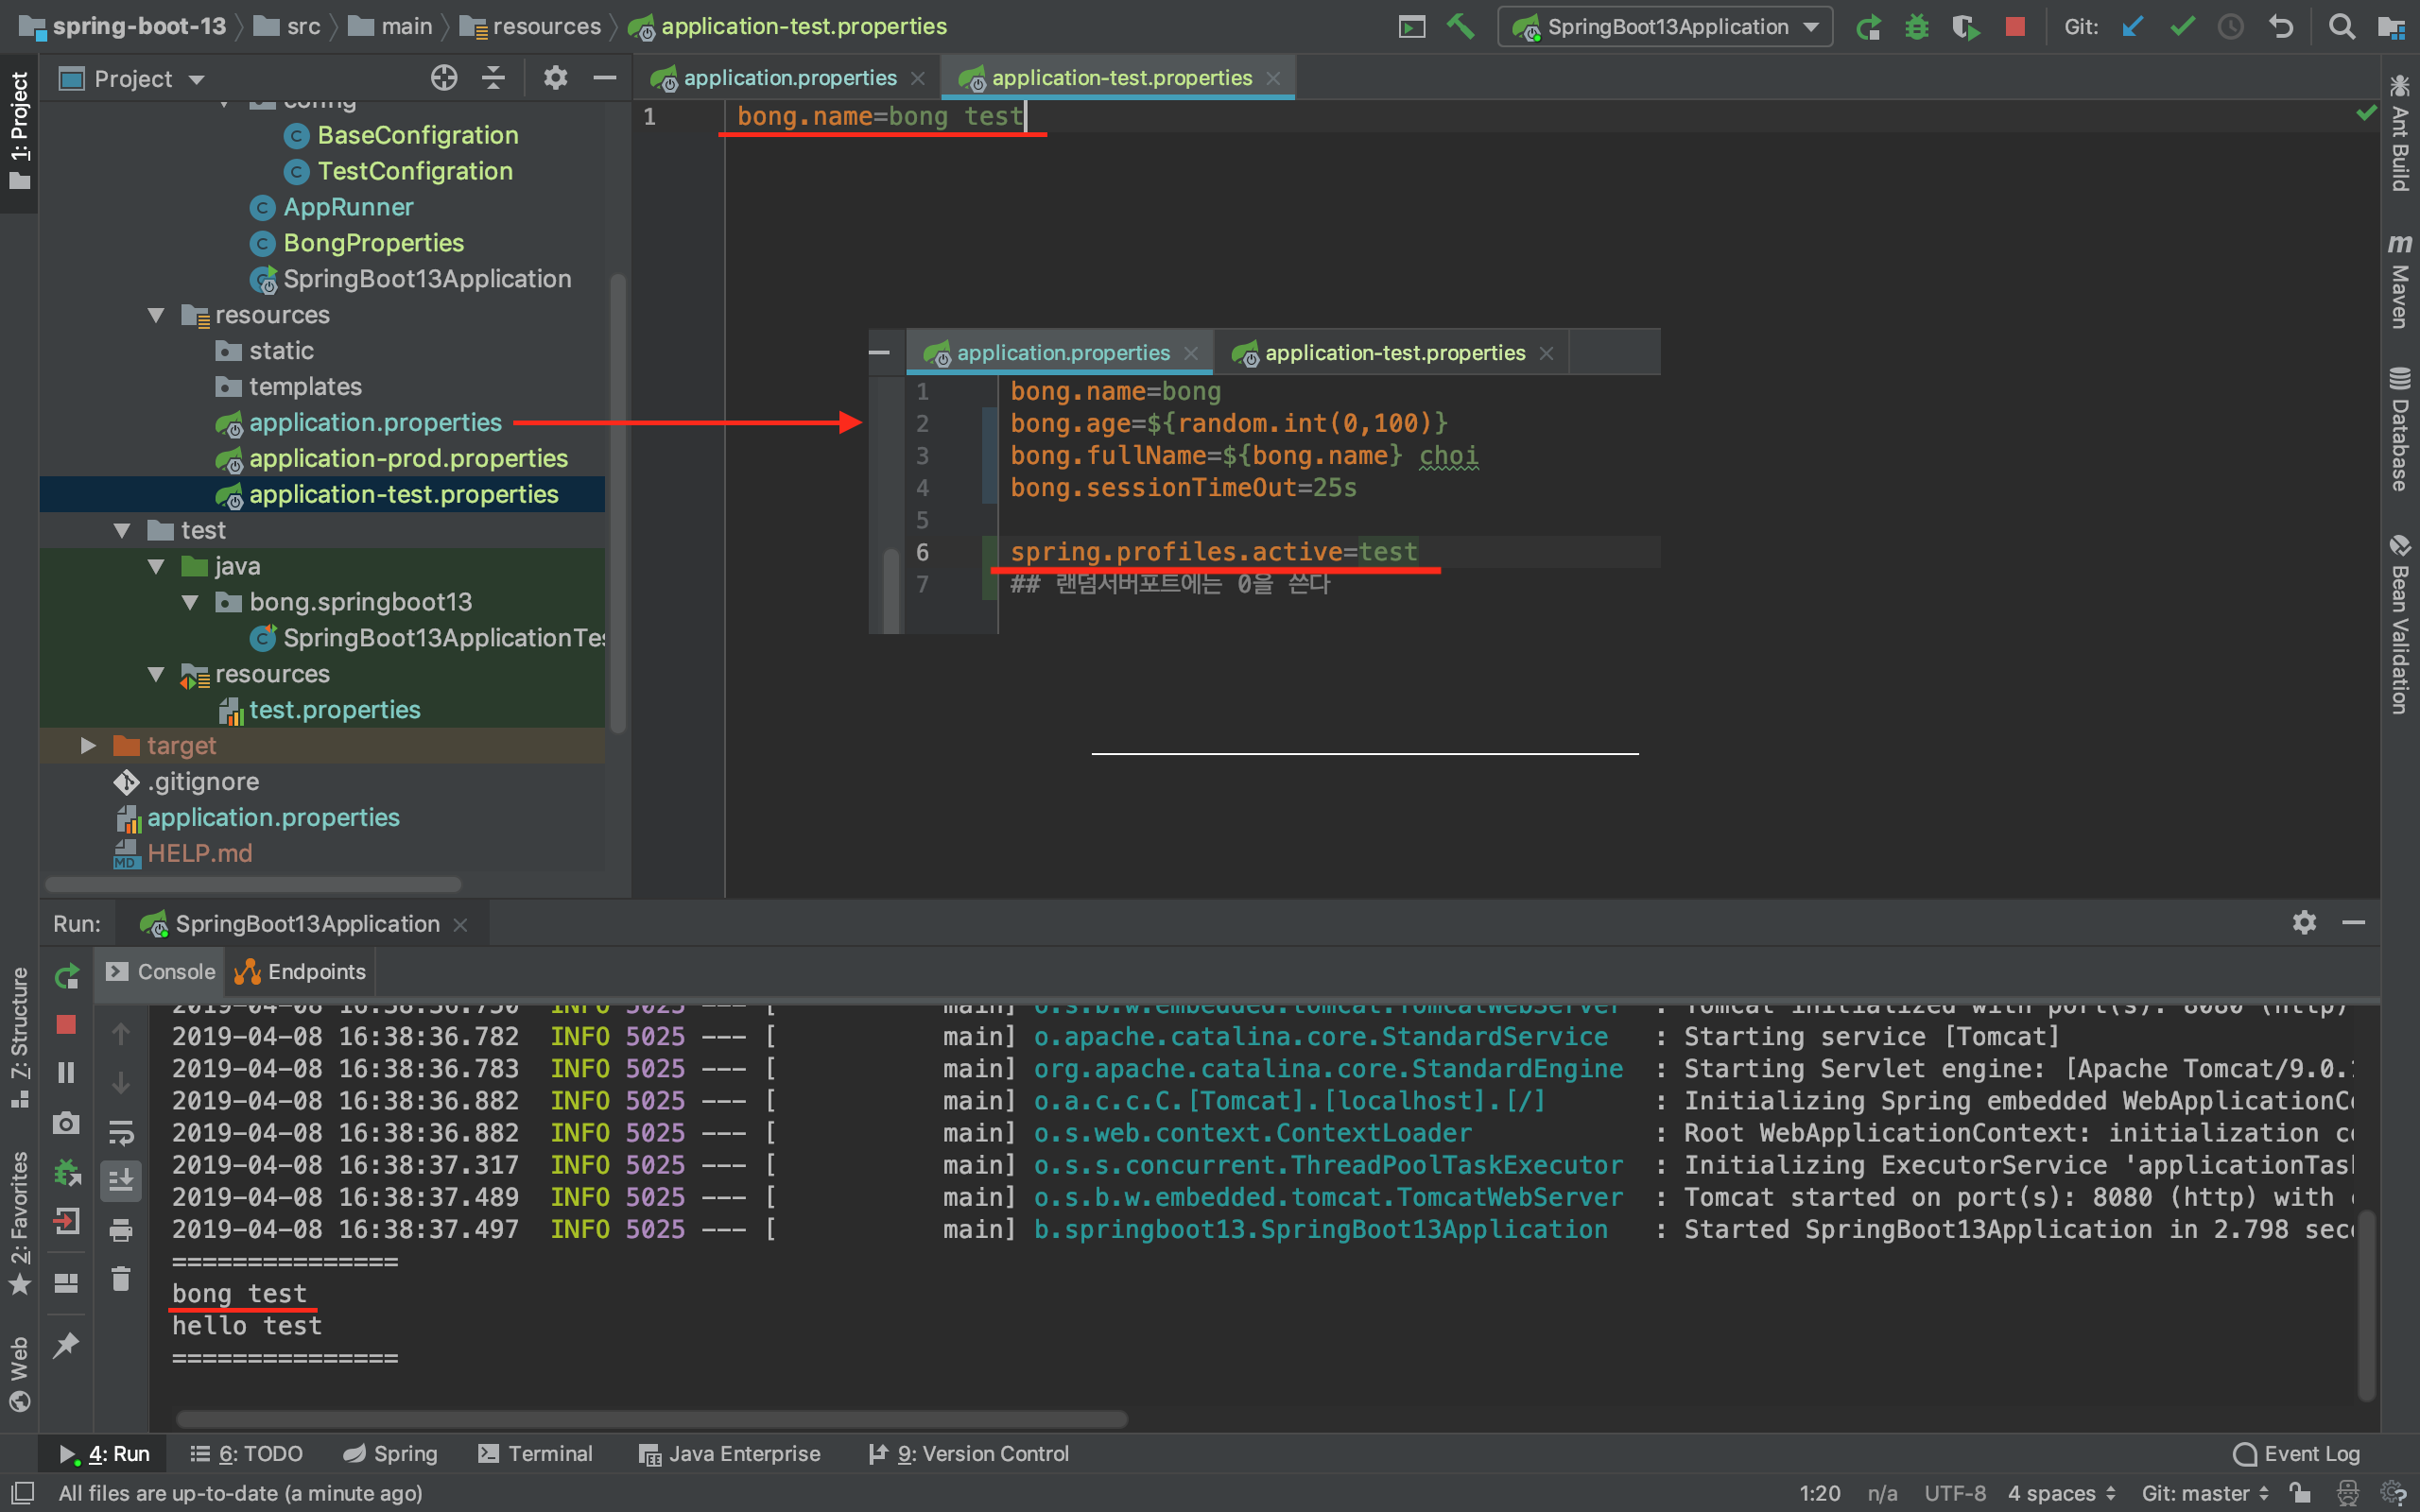 spring-boot-13
src
main
resources
application-test.properties
SpringBoot13Application
Git:
1: Project
7: Structure
2: Favorites
Web
Project
config
BaseConfigration
TestConfigration
AppRunner
BongProperties
SpringBoot13Application
resources
static
templates
application.properties
application-prod.properties
application-test.properties
test
java
bong.springboot13
SpringBoot13ApplicationTes
resources
test.properties
target
.gitignore
application.properties
HELP.md
application.properties
application-test.properties
1 bong.name=bong test
application.properties
application-test.properties
1 bong.name=bong
2 bong.age=${random.int(0,100)}
3 bong.fullName=${bong.name} choi
4 bong.sessionTimeOut=25s
5
6 spring.profiles.active=test
7 ## 랜덤서버포트에는 0을 쓴다
Ant Build
Maven
Database
Bean Validation
Run: SpringBoot13Application
Console
Endpoints
2019-04-08 16:38:36.750 INFO 5025 --- [ main] o.s.b.w.embedded.tomcat.TomcatWebServer : Tomcat initialized with port(s): 8080 (http)
2019-04-08 16:38:36.782 INFO 5025 --- [ main] o.apache.catalina.core.StandardService : Starting service [Tomcat]
2019-04-08 16:38:36.783 INFO 5025 --- [ main] org.apache.catalina.core.StandardEngine : Starting Servlet engine: [Apache Tomcat/9.0.
2019-04-08 16:38:36.882 INFO 5025 --- [ main] o.a.c.c.C.[Tomcat].[localhost].[/] : Initializing Spring embedded WebApplicationCo
2019-04-08 16:38:36.882 INFO 5025 --- [ main] o.s.web.context.ContextLoader : Root WebApplicationContext: initialization co
2019-04-08 16:38:37.317 INFO 5025 --- [ main] o.s.s.concurrent.ThreadPoolTaskExecutor : Initializing ExecutorService 'applicationTask
2019-04-08 16:38:37.489 INFO 5025 --- [ main] o.s.b.w.embedded.tomcat.TomcatWebServer : Tomcat started on port(s): 8080 (http) with
2019-04-08 16:38:37.497 INFO 5025 --- [ main] b.springboot13.SpringBoot13Application : Started SpringBoot13Application in 2.798 seco
===============
bong test
hello test
===============
4: Run
6: TODO
Spring
Terminal
Java Enterprise
9: Version Control
Event Log
All files are up-to-date (a minute ago)
1:20
n/a
UTF-8
4 spaces
Git: master